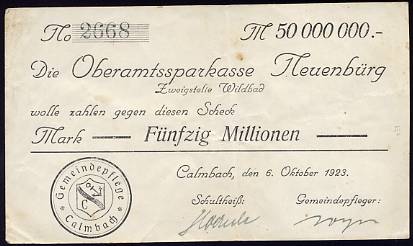 No 2668 M 50 000 000.-
Die Oberamtssparkasse Neuenbürg
Zweigstelle Wildbad
wolle zahlen gegen diesen Scheck
Mark — Fünfzig Millionen —
Calmbach, den 6. Oktober 1923.
Schultheiß: Gemeindepfleger:
Gemeindepflege
* Calmbach *
C